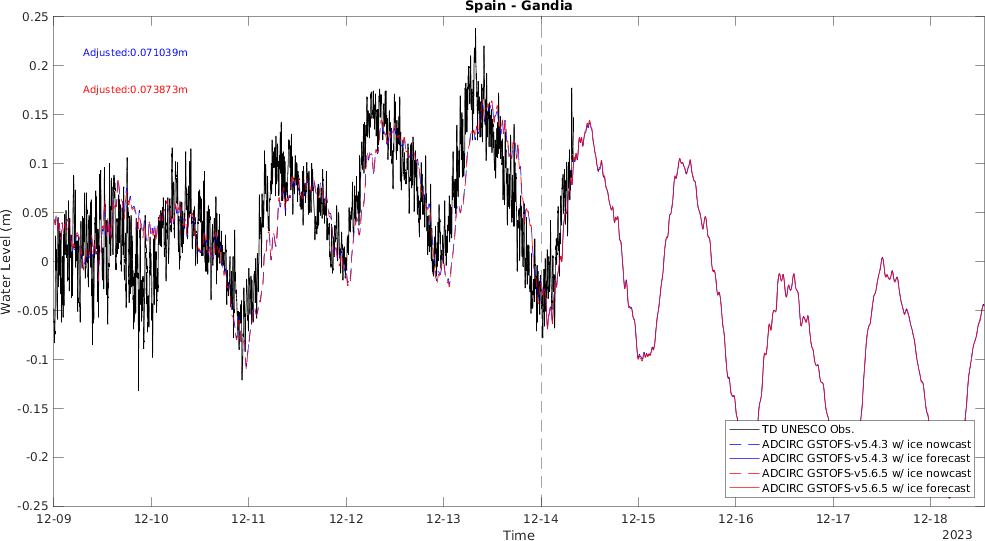 Spain - Gandia
0.25
0.2
0.15
0.1
0.05
0
-0.05
-0.1
-0.15
-0.2
-0.25
Water Level (m)
Adjusted:0.071039m
Adjusted:0.073873m
TD UNESCO Obs.
ADCIRC GSTOFS-v5.4.3 w/ ice nowcast
ADCIRC GSTOFS-v5.4.3 w/ ice forecast
ADCIRC GSTOFS-v5.6.5 w/ ice nowcast
ADCIRC GSTOFS-v5.6.5 w/ ice forecast
12-09 12-10 12-11 12-12 12-13 12-14 12-15 12-16 12-17 12-18
Time
2023